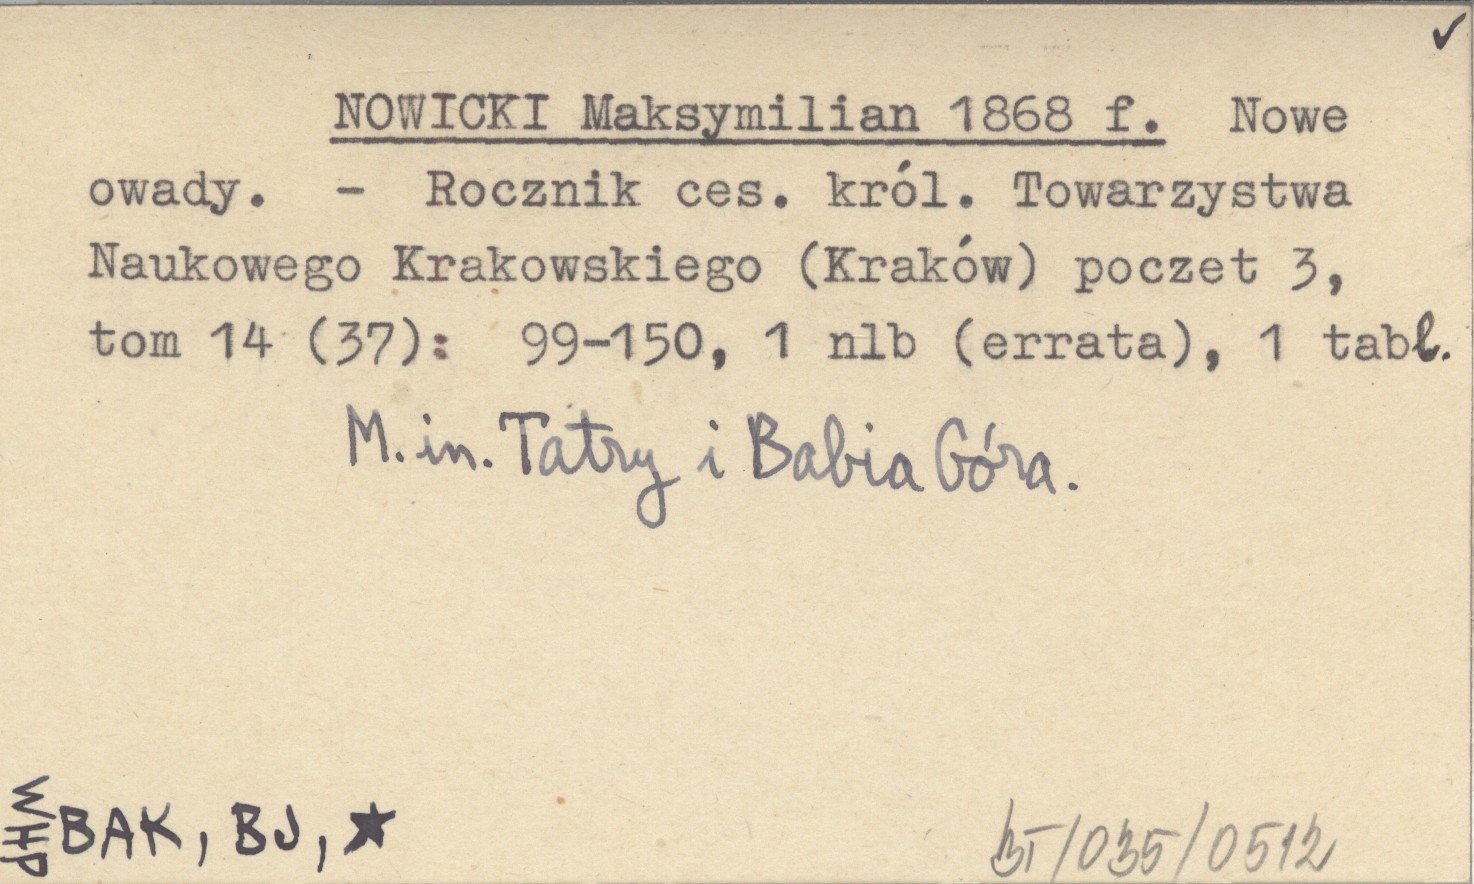 ✓
NOWICKI Maksymilian 1868 f. Nowe
owady. - Rocznik ces. król. Towarzystwa
Naukowego Krakowskiego (Kraków) poczet 3,
tom 14 (37): 99-150, 1 nlb (errata), 1 tabl.
M. in. Tatry i Babia Góra.
WHP
BAK, BJ, ★
BT/035/0512